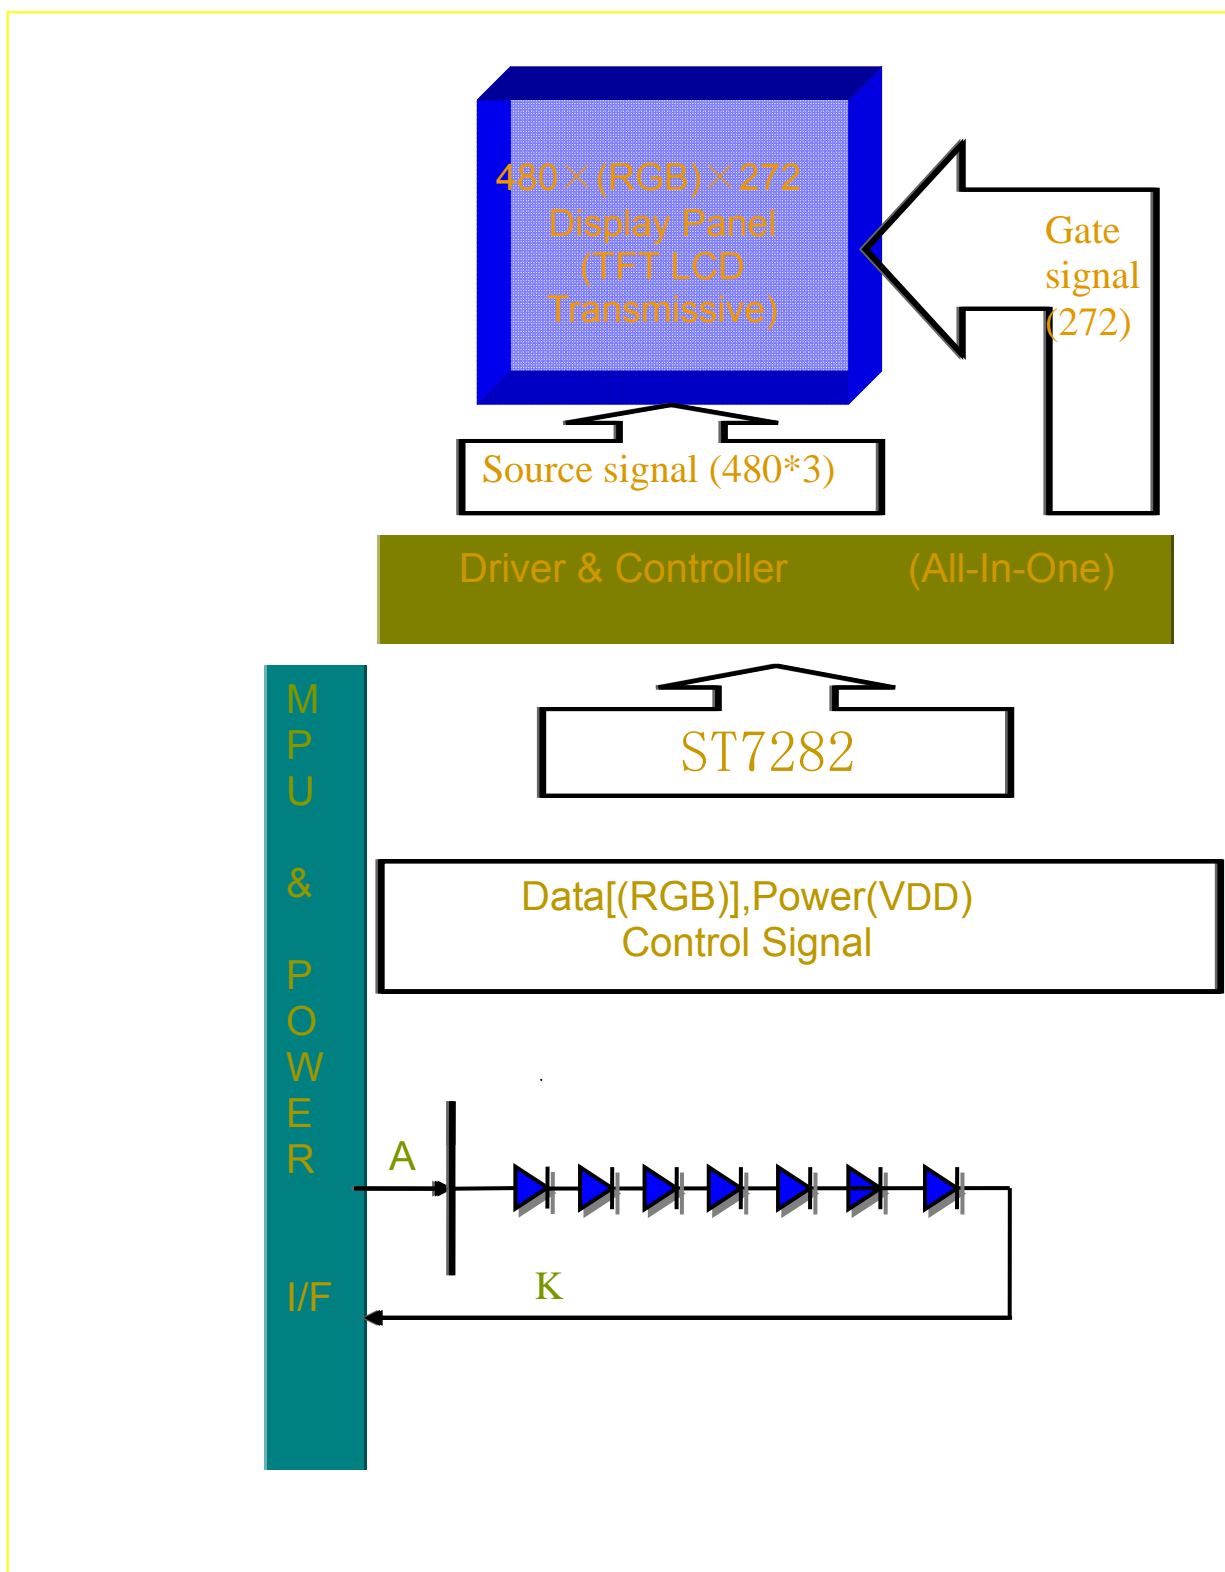 480×(RGB)×272
Display Panel
(TFT LCD
Transmissive)
Gate
signal
(272)
Source signal (480*3)
Driver & Controller (All-In-One)
ST7282
Data[(RGB)],Power(VDD)
Control Signal
M
P
U
&
P
O
W
E
R
I/F
A
K